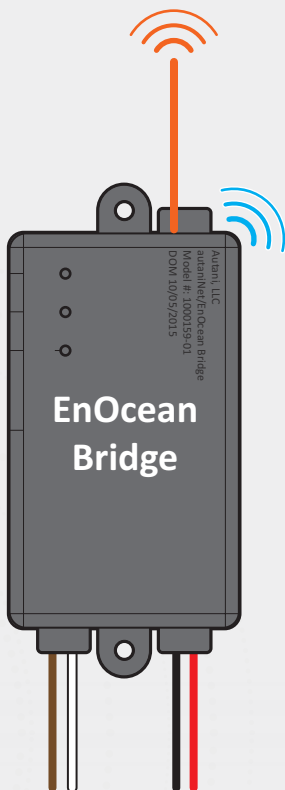 Autani, LLC
autaniNet/EnOcean Bridge
Model #: 1000159-01
DOM 10/05/2015
EnOcean
Bridge